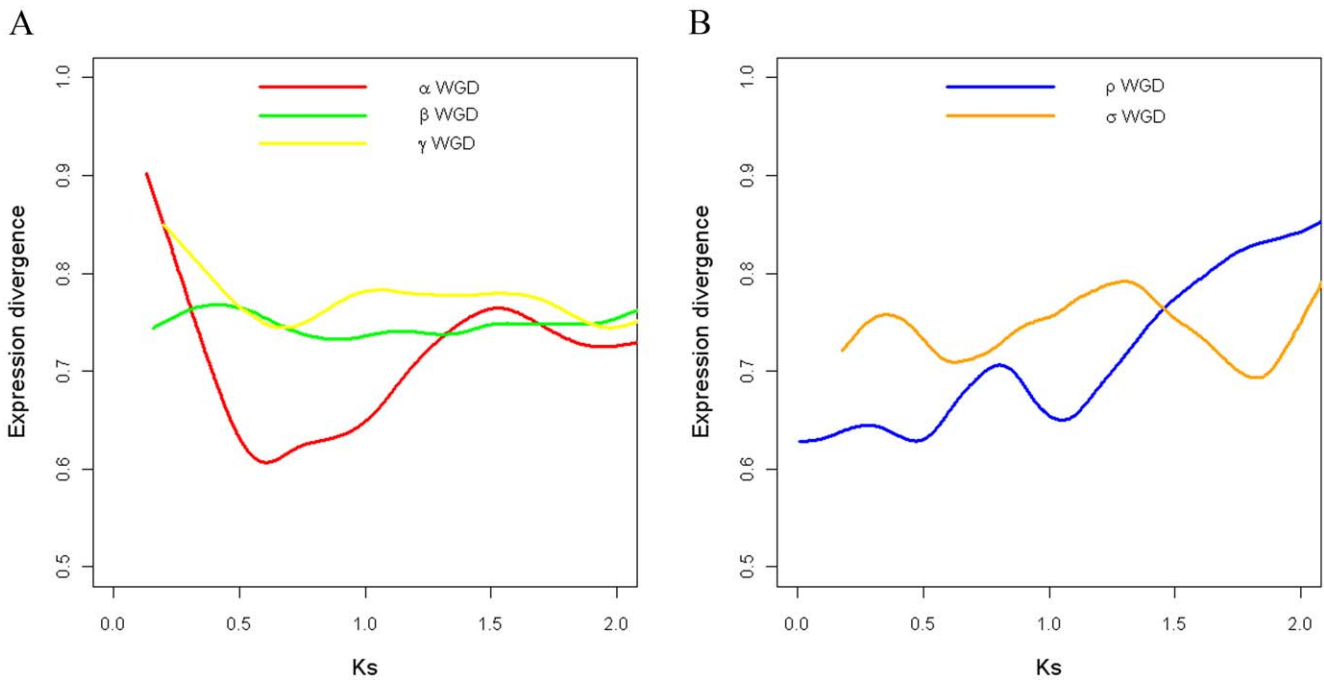 A
B
α WGD
β WGD
γ WGD
ρ WGD
σ WGD
Expression divergence
1.0
0.9
0.8
0.7
0.6
0.5
0.0 0.5 1.0 1.5 2.0
Ks
Expression divergence
1.0
0.9
0.8
0.7
0.6
0.5
0.0 0.5 1.0 1.5 2.0
Ks